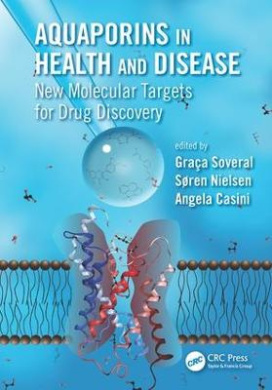 AQUAPORINS IN
HEALTH AND DISEASE
New Molecular Targets
for Drug Discovery
edited by
Graça Soveral
Søren Nielsen
Angela Casini
CRC Press
Taylor & Francis Group